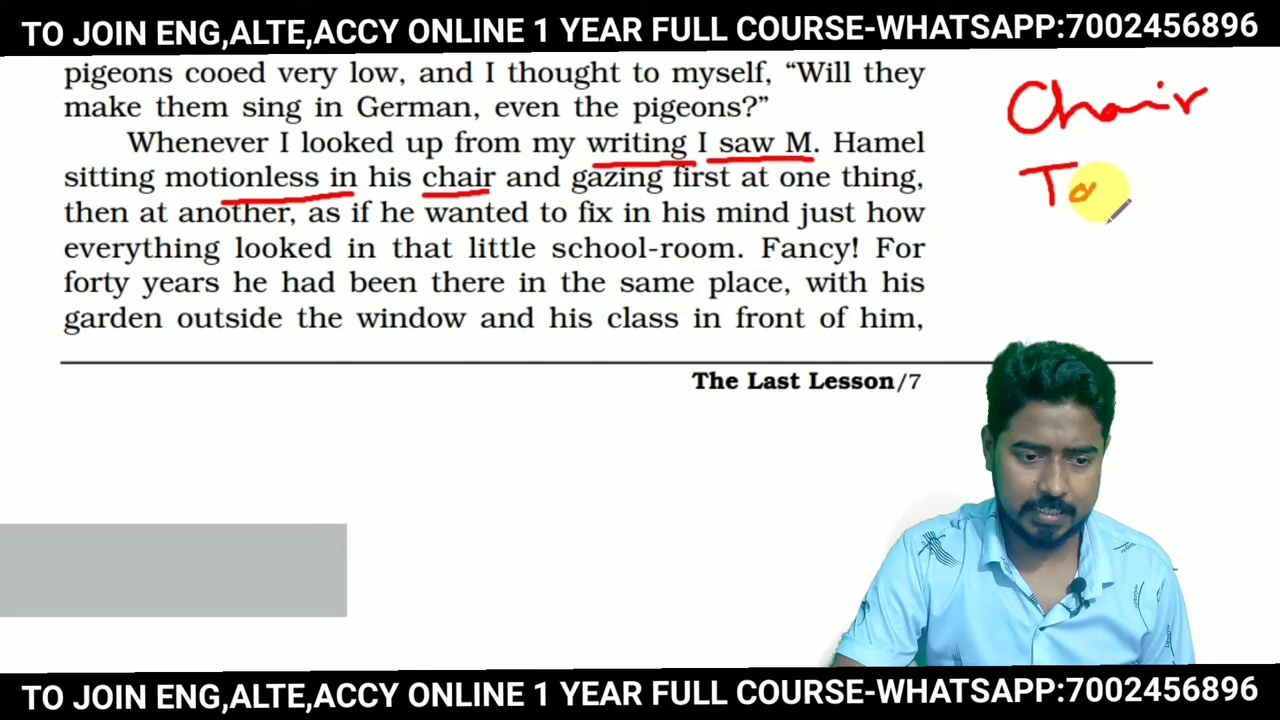 TO JOIN ENG,ALTE,ACCY ONLINE 1 YEAR FULL COURSE-WHATSAPP:7002456896
pigeons cooed very low, and I thought to myself, “Will they
make them sing in German, even the pigeons?”
Whenever I looked up from my writing I saw M. Hamel
sitting motionless in his chair and gazing first at one thing,
then at another, as if he wanted to fix in his mind just how
everything looked in that little school-room. Fancy! For
forty years he had been there in the same place, with his
garden outside the window and his class in front of him,
Chair
Ta
The Last Lesson/7
TO JOIN ENG,ALTE,ACCY ONLINE 1 YEAR FULL COURSE-WHATSAPP:7002456896